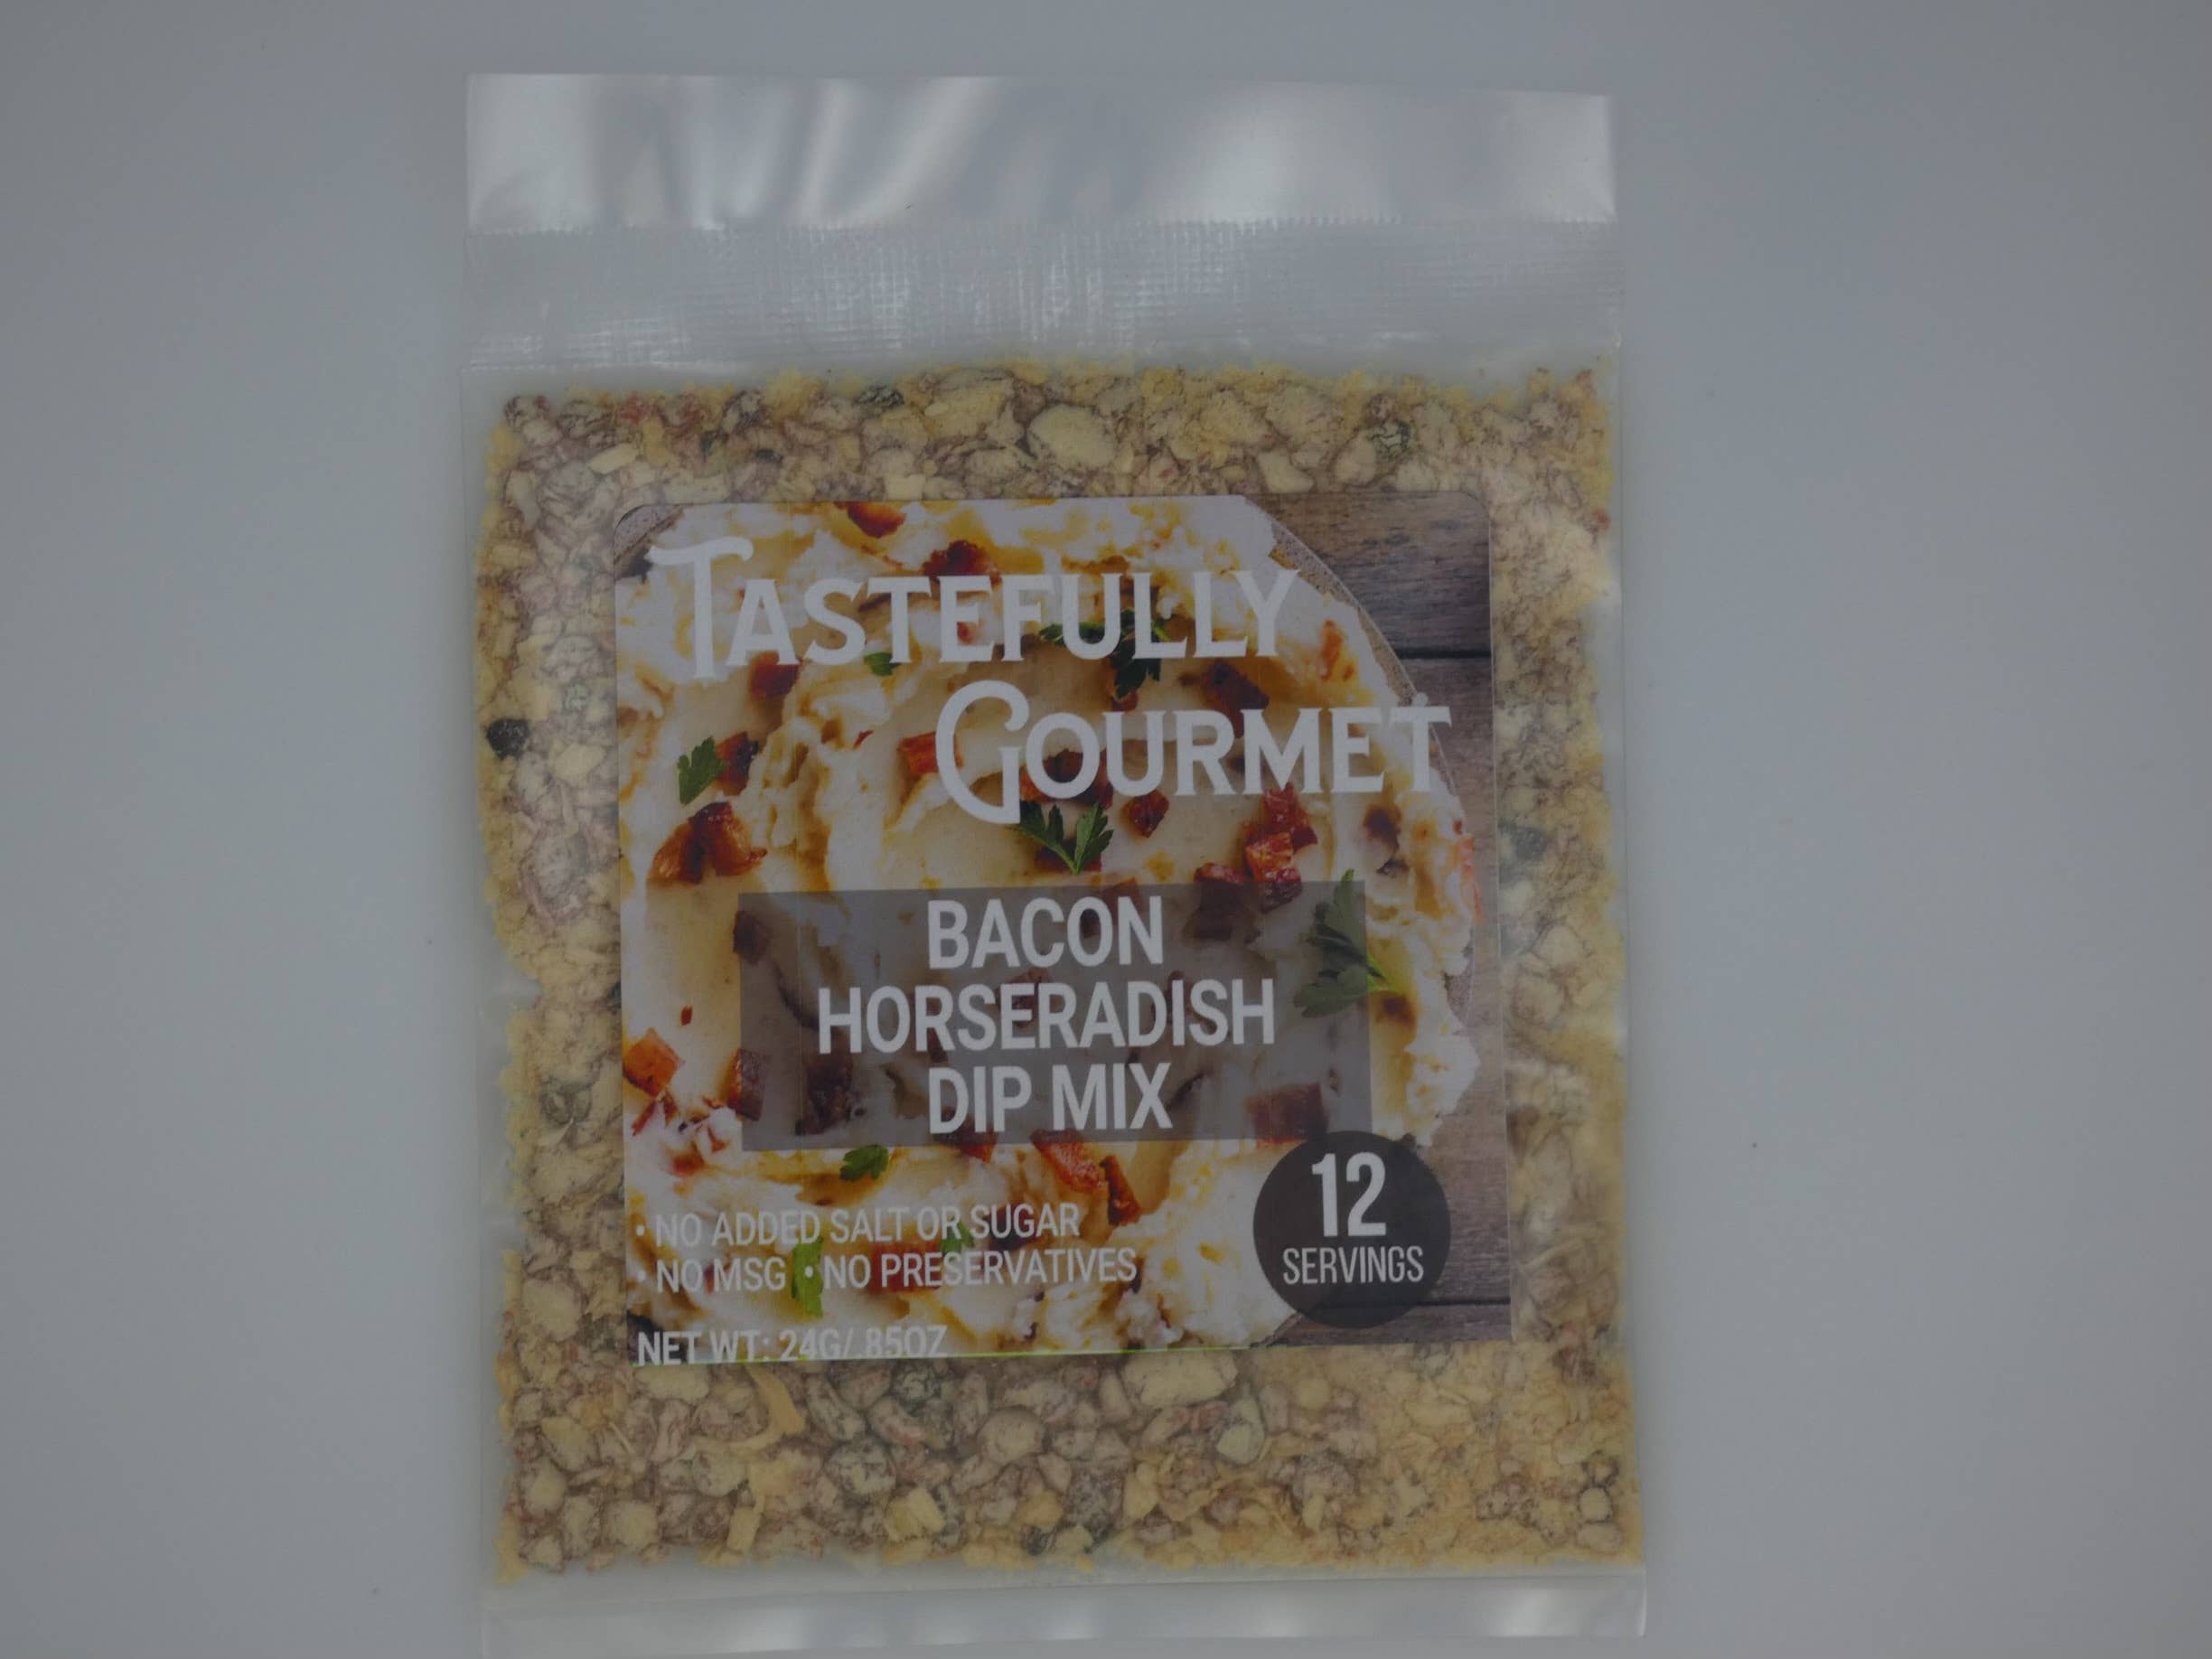 TASTEFULLY
GOURMET
BACON
HORSERADISH
DIP MIX
12
SERVINGS
• NO ADDED SALT OR SUGAR
• NO MSG • NO PRESERVATIVES
NET WT: 24G/.85OZ